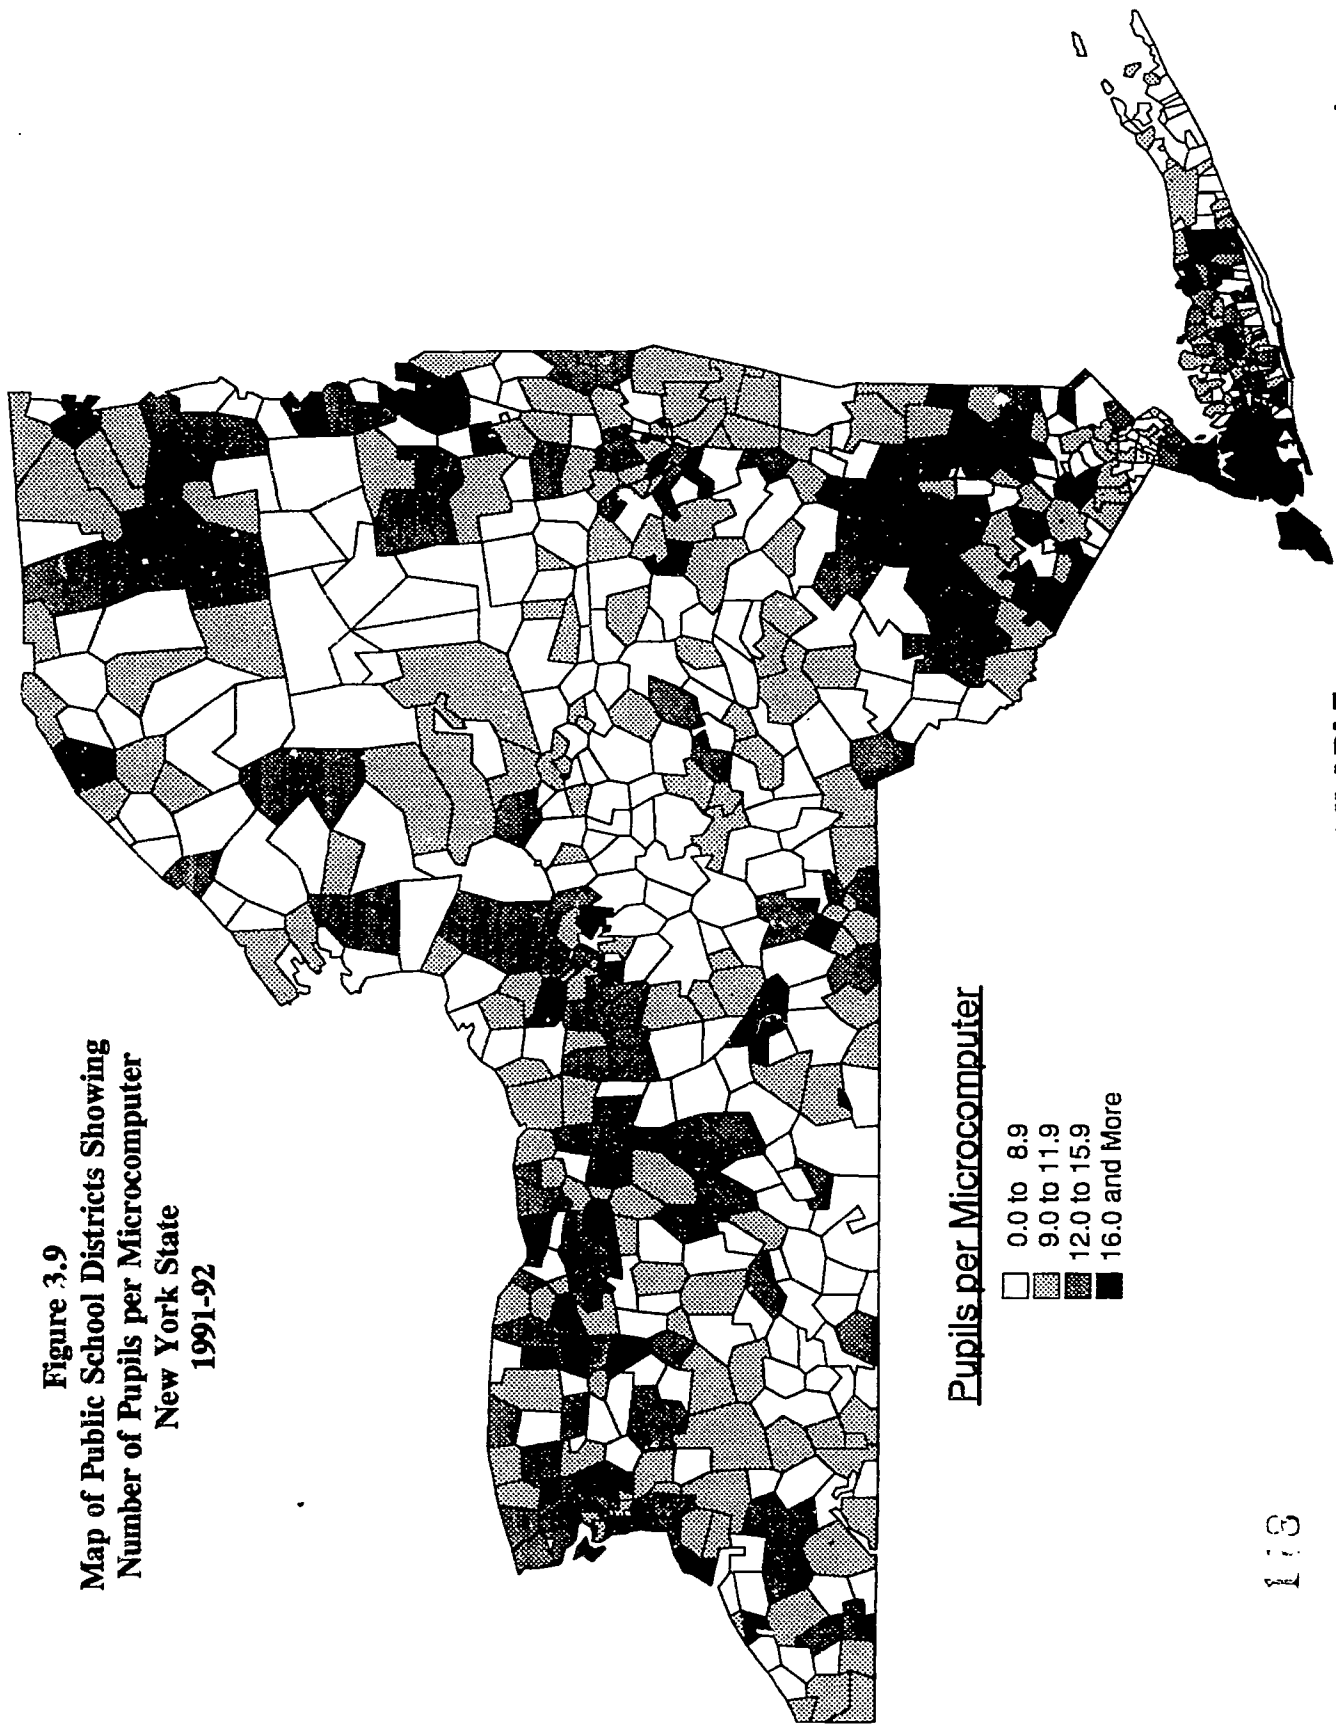 Figure 3.9
Map of Public School Districts Showing
Number of Pupils per Microcomputer
New York State
1991-92
Pupils per Microcomputer
0.0 to 8.9
9.0 to 11.9
12.0 to 15.9
16.0 and More